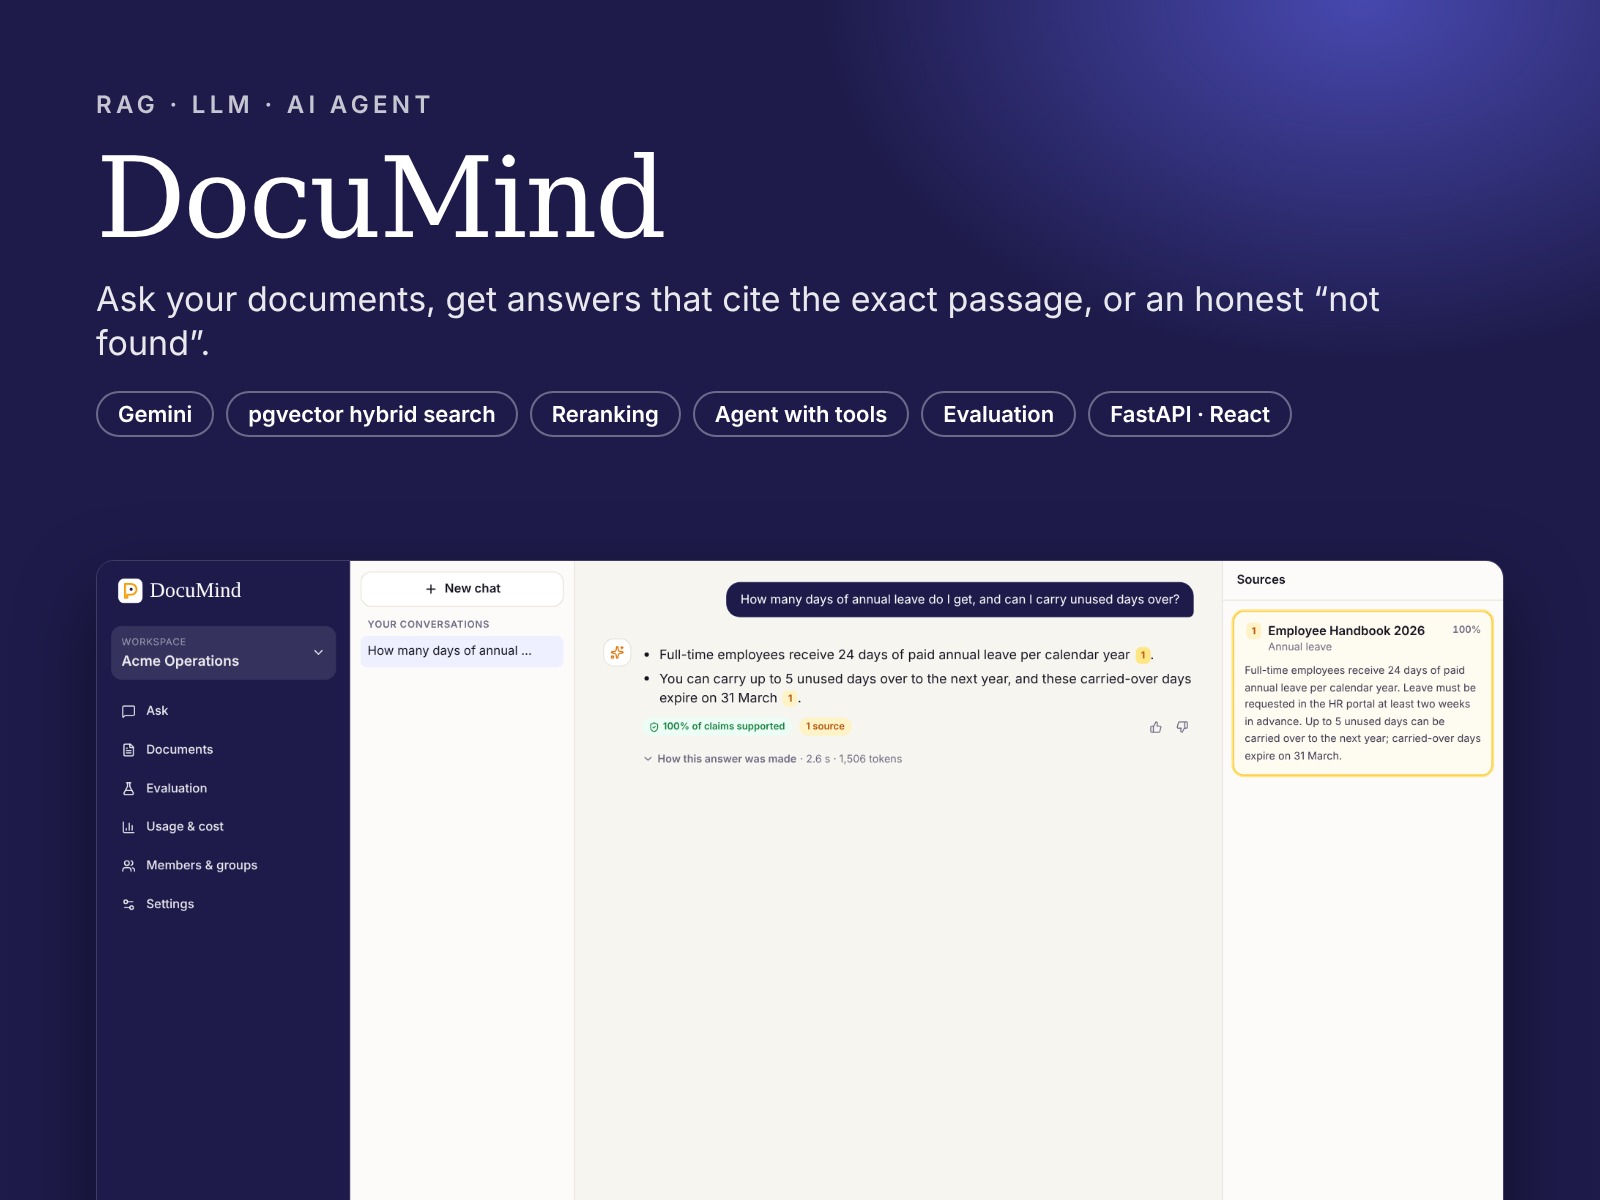 RAG · LLM · AI AGENT
DocuMind
Ask your documents, get answers that cite the exact passage, or an honest “not
found”.
Gemini
pgvector hybrid search
Reranking
Agent with tools
Evaluation
FastAPI · React
DocuMind
WORKSPACE
Acme Operations
Ask
Documents
Evaluation
Usage & cost
Members & groups
Settings
New chat
YOUR CONVERSATIONS
How many days of annual ...
How many days of annual leave do I get, and can I carry unused days over?
• Full-time employees receive 24 days of paid annual leave per calendar year 1.
• You can carry up to 5 unused days over to the next year, and these carried-over days
expire on 31 March 1.
100% of claims supported
1 source
How this answer was made · 2.6 s · 1,506 tokens
Sources
1 Employee Handbook 2026 100%
Annual leave
Full-time employees receive 24 days of paid
annual leave per calendar year. Leave must be
requested in the HR portal at least two weeks
in advance. Up to 5 unused days can be
carried over to the next year; carried-over days
expire on 31 March.